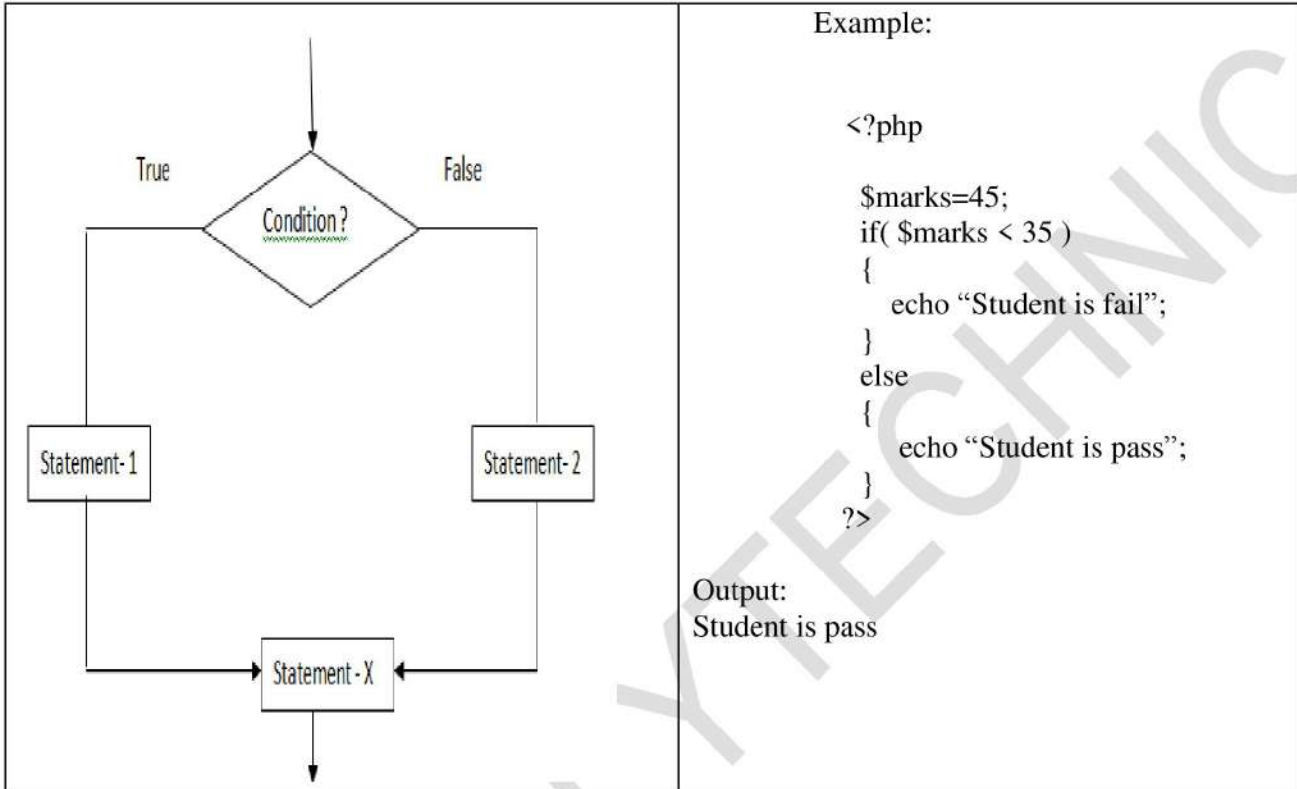 True
False
Condition ?
Statement- 1
Statement- 2
Statement - X
Example:
<?php
$marks=45;
if( $marks < 35 )
{
echo “Student is fail”;
}
else
{
echo “Student is pass”;
}
?>
Output:
Student is pass
YTECHNIC